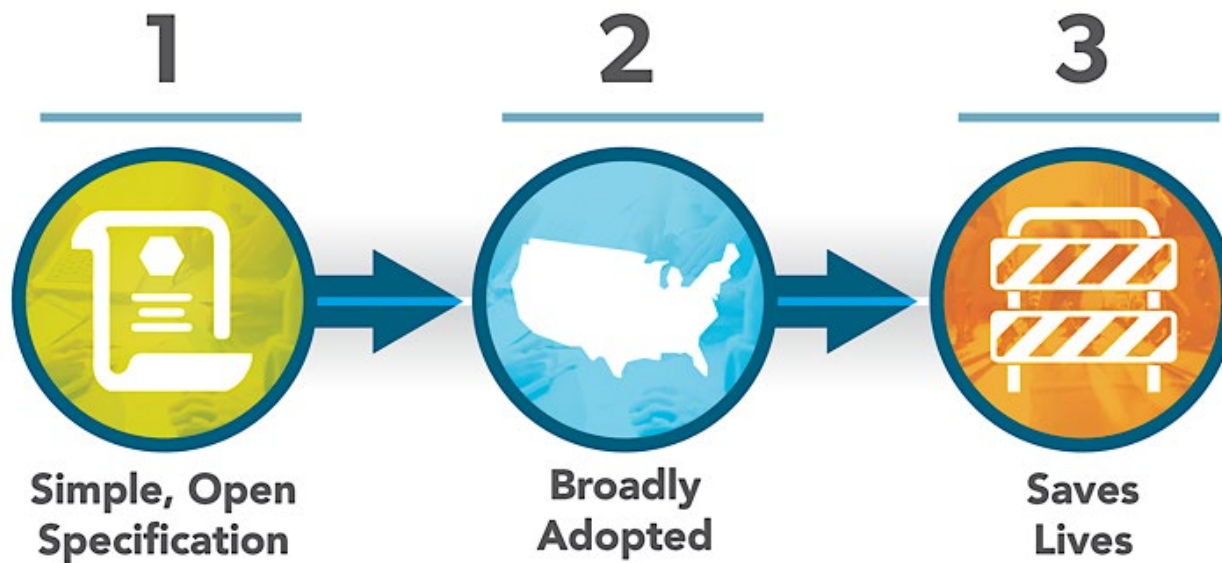 1
2
3
Simple, Open
Specification
Broadly
Adopted
Saves
Lives